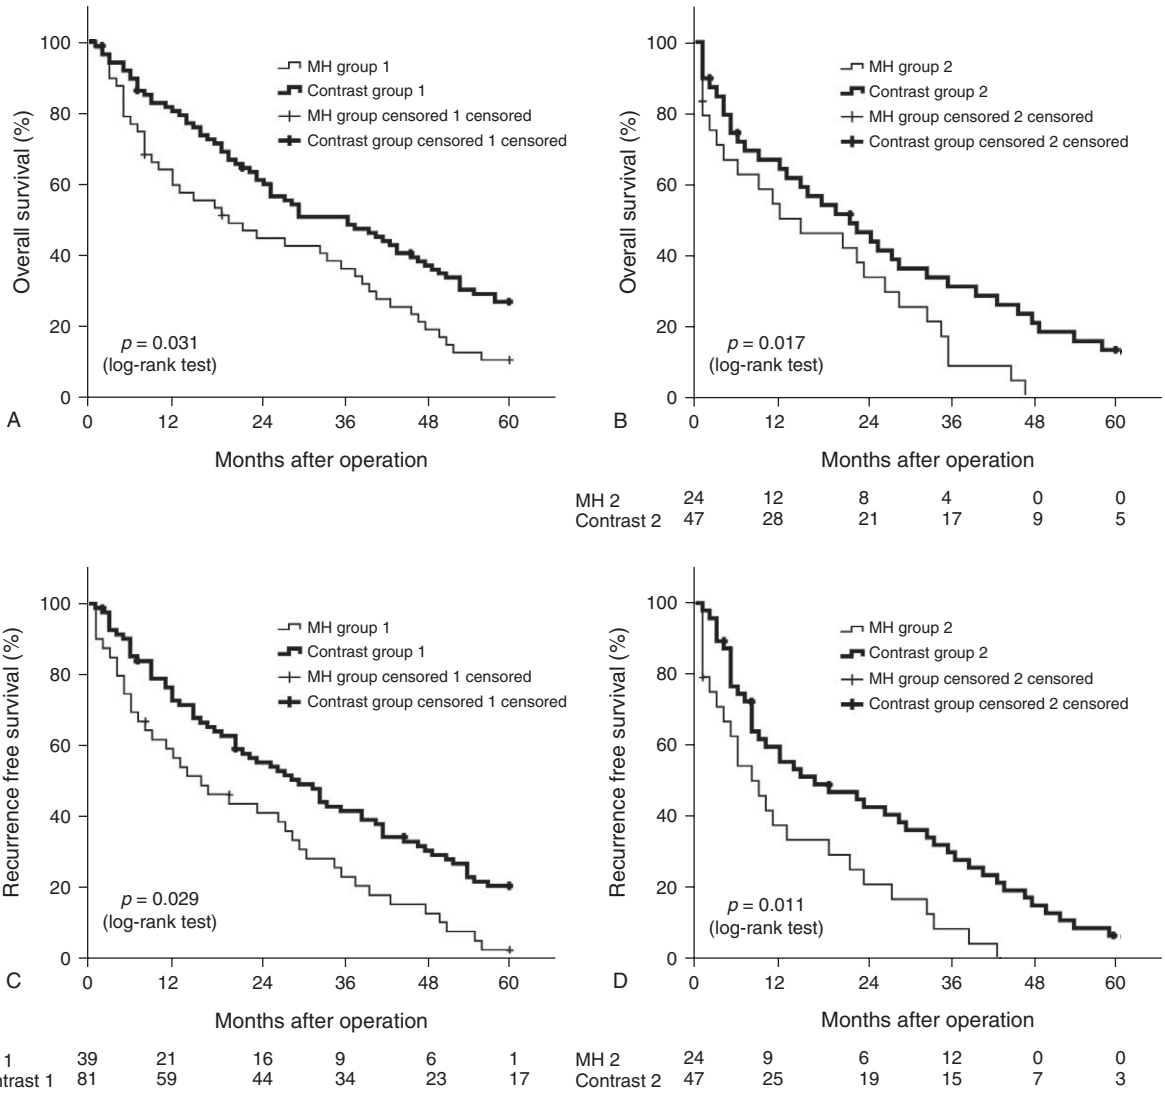 100
80
60
40
20
0
Overall survival (%)
MH group 1
Contrast group 1
MH group censored 1 censored
Contrast group censored 1 censored
p = 0.031
(log-rank test)
A
0 12 24 36 48 60
Months after operation
100
80
60
40
20
0
Overall survival (%)
MH group 2
Contrast group 2
MH group censored 2 censored
Contrast group censored 2 censored
p = 0.017
(log-rank test)
B
0 12 24 36 48 60
Months after operation
MH 2 24 12 8 4 0 0
Contrast 2 47 28 21 17 9 5
100
80
60
40
20
0
Recurrence free survival (%)
MH group 1
Contrast group 1
MH group censored 1 censored
Contrast group censored 1 censored
p = 0.029
(log-rank test)
C
0 12 24 36 48 60
Months after operation
1 39 21 16 9 6 1
ntrast 1 81 59 44 34 23 17
100
80
60
40
20
0
Recurrence free survival (%)
MH group 2
Contrast group 2
MH group censored 2 censored
Contrast group censored 2 censored
p = 0.011
(log-rank test)
D
0 12 24 36 48 60
Months after operation
MH 2 24 9 6 12 0 0
Contrast 2 47 25 19 15 7 3